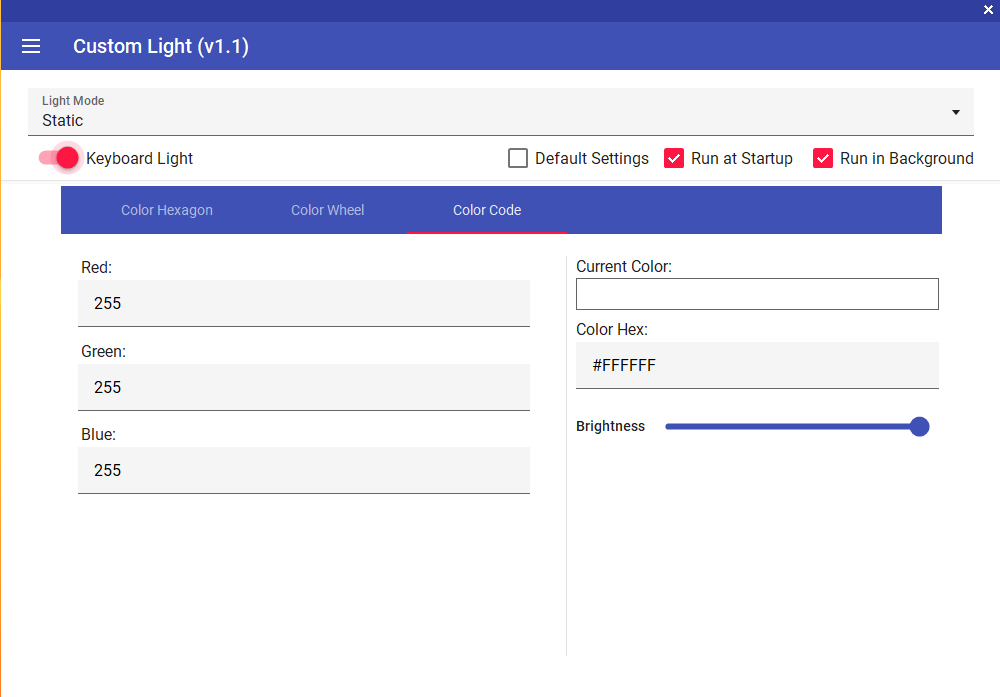 Custom Light (v1.1)
Light Mode
Static
Keyboard Light
Default Settings
Run at Startup
Run in Background
Color Hexagon
Color Wheel
Color Code
Red:
255
Green:
255
Blue:
255
Current Color:
Color Hex:
#FFFFFF
Brightness